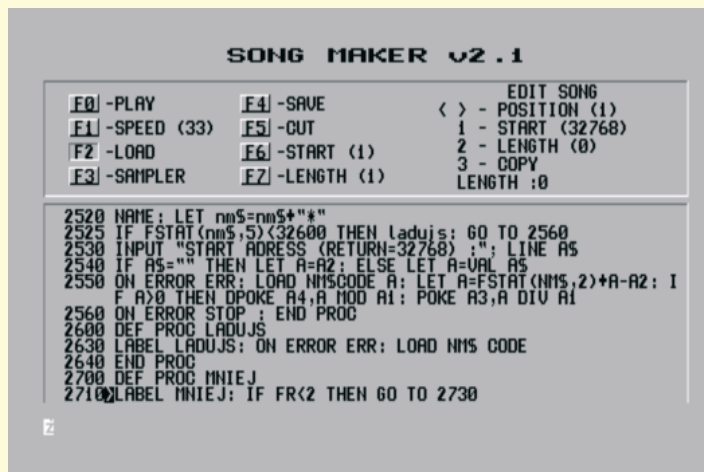 SONG MAKER v2.1
F0 -PLAY
F1 -SPEED (33)
F2 -LOAD
F3 -SAMPLER
F4 -SAVE
F5 -CUT
F6 -START (1)
F7 -LENGTH (1)
EDIT SONG
< > - POSITION (1)
1 - START (32768)
2 - LENGTH (0)
3 - COPY
LENGTH :0
2520 NAME: LET nm$=nm$+"*"
2525 IF FSTAT(nm$,5)<32600 THEN ladujs: GO TO 2560
2530 INPUT "START ADRESS (RETURN=32768) :"; LINE A$
2540 IF A$="" THEN LET A=A2: ELSE LET A=VAL A$
2550 ON ERROR ERR: LOAD NM$CODE A: LET A=FSTAT(NM$,2)+A-A2: I
F A>0 THEN DPOKE A4,A MOD A1: POKE A3,A DIV A1
2560 ON ERROR STOP : END PROC
2600 DEF PROC LADUJS
2630 LABEL LADUJS: ON ERROR ERR: LOAD NM$ CODE
2640 END PROC
2700 DEF PROC MNIEJ
2710>LABEL MNIEJ: IF FR<2 THEN GO TO 2730